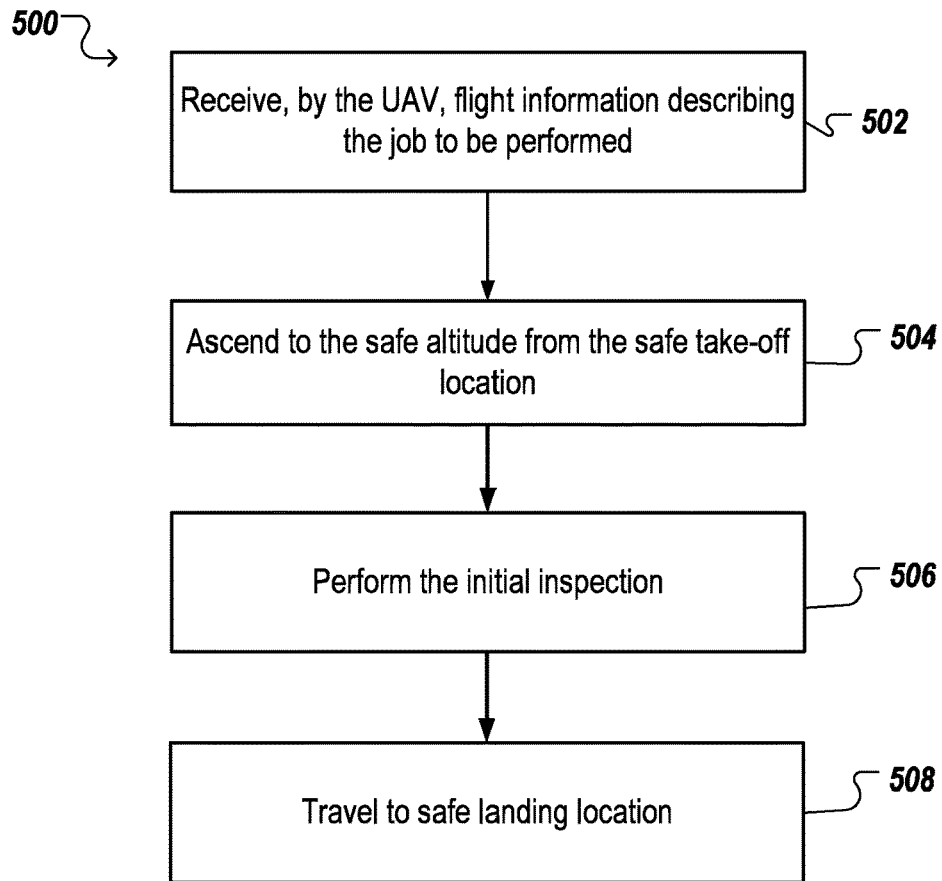 500
Receive, by the UAV, flight information describing
the job to be performed
502
Ascend to the safe altitude from the safe take-off
location
504
Perform the initial inspection
506
Travel to safe landing location
508